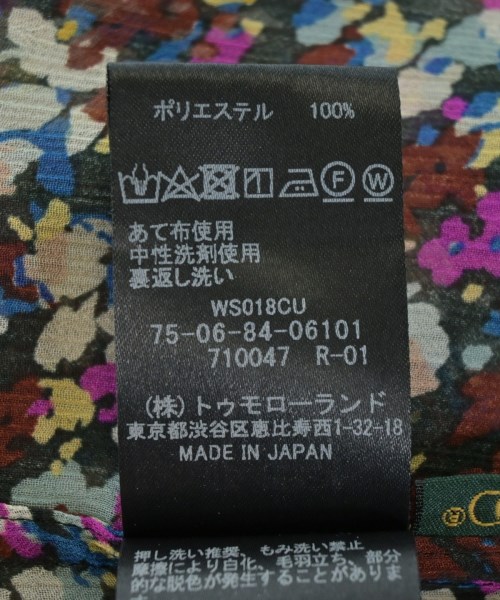 ポリエステル 100%
F W
あて布使用
中性洗剤使用
裏返し洗い
WS018CU
75-06-84-06101
710047 R-01
(株)トゥモローランド
東京都渋谷区恵比寿西1-32-18
MADE IN JAPAN
®
押し洗い推奨、もみ洗い禁止
摩擦により白化、毛羽立ち、部分
的な脱色が発生することがありま
す。